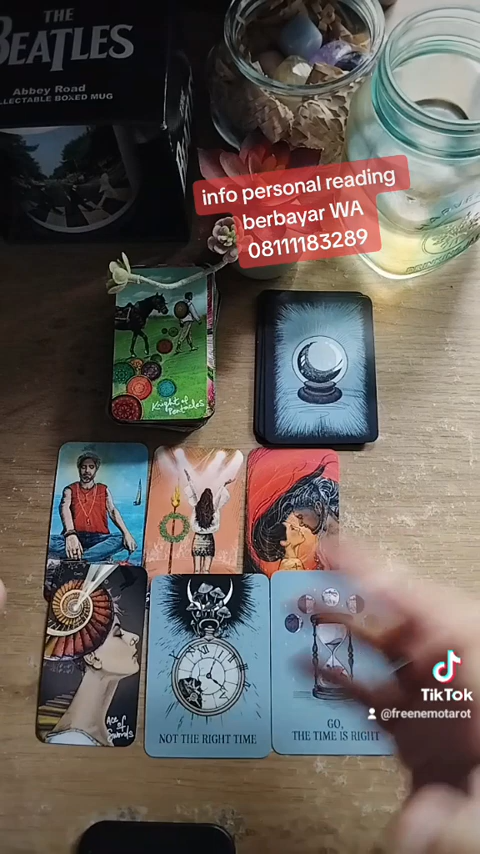 THE
BEATLES
Abbey Road
LLECTABLE BOXED MUG
info personal reading
berbayar WA
08111183289
Knight of
Pentacles
Ace of
Swords
NOT THE RIGHT TIME
GO,
THE TIME IS RIGHT
TikTok
@freenemotarot